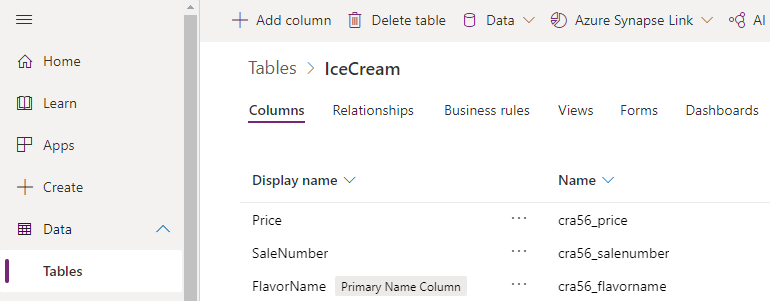 Add column Delete table Data Azure Synapse Link AI
Home
Learn
Apps
Create
Data
Tables
Tables > IceCream
Columns Relationships Business rules Views Forms Dashboards
Display name Name
Price ··· cra56_price
SaleNumber ··· cra56_salenumber
FlavorName Primary Name Column ··· cra56_flavorname